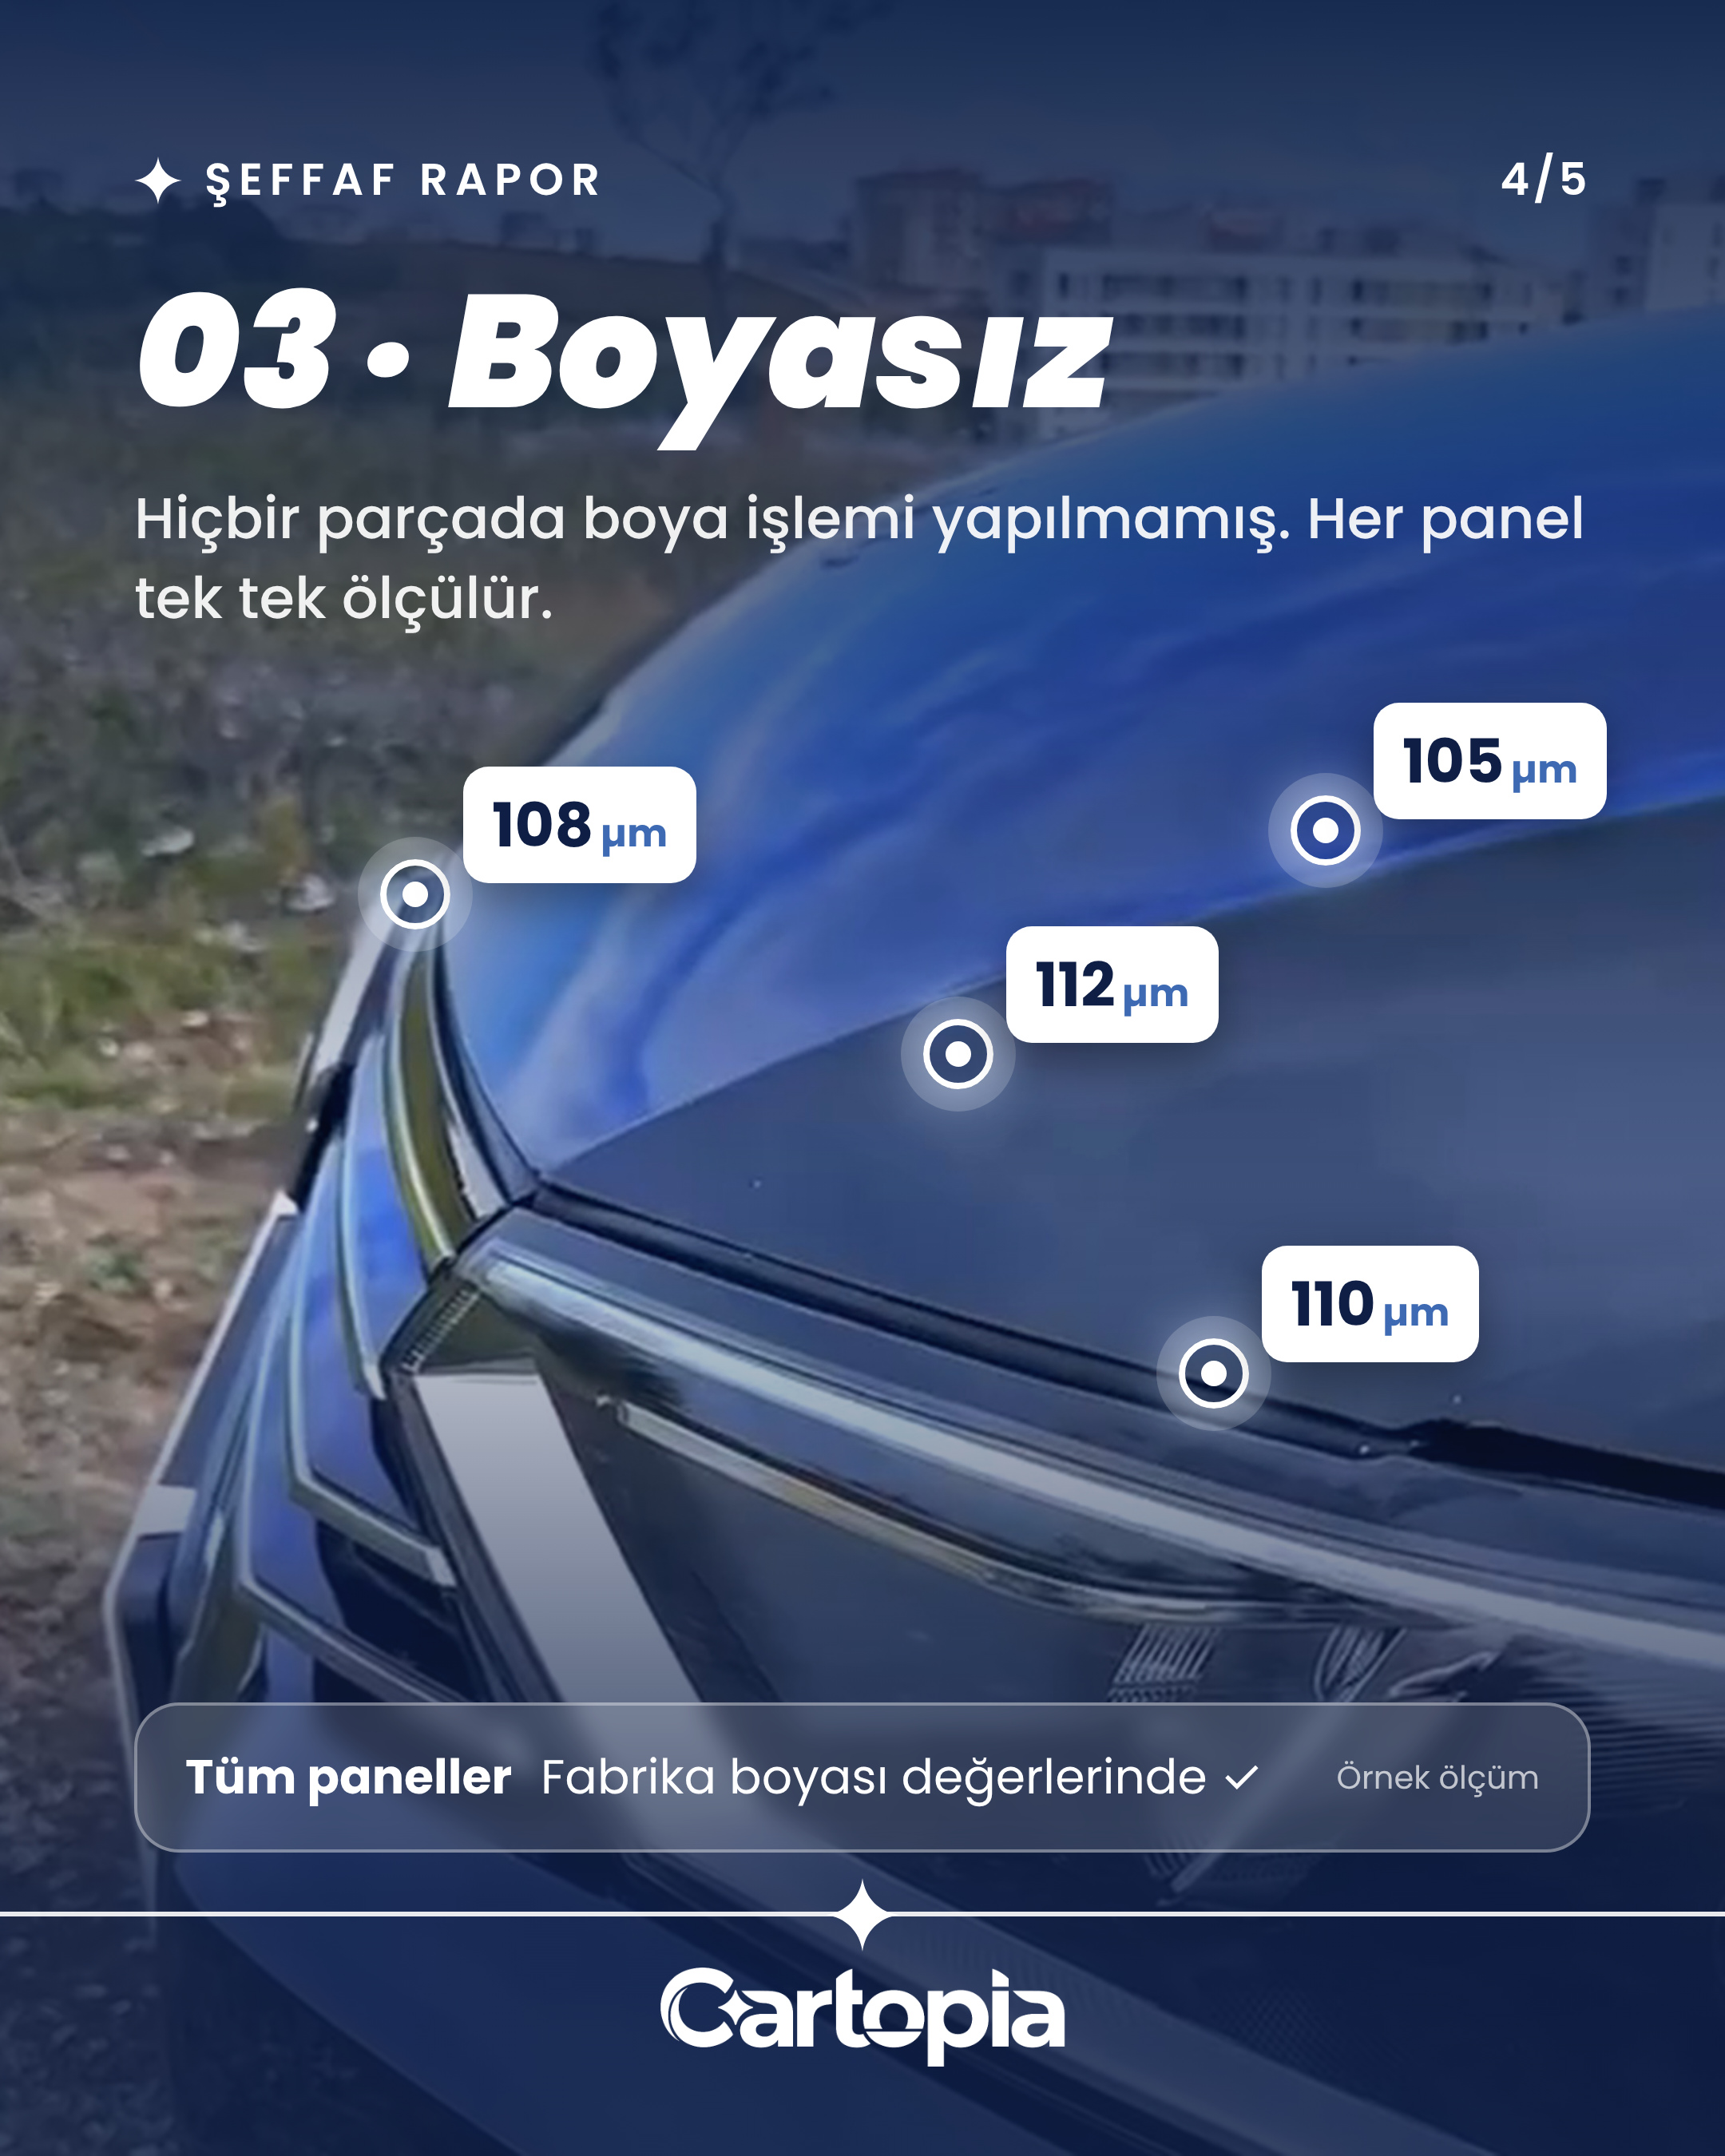 ŞEFFAF RAPOR
4/5
03 · Boyasız
Hiçbir parçada boya işlemi yapılmamış. Her panel
tek tek ölçülür.
105 µm
108 µm
112 µm
110 µm
Tüm paneller Fabrika boyası değerlerinde ✓ Örnek ölçüm
Cartopia